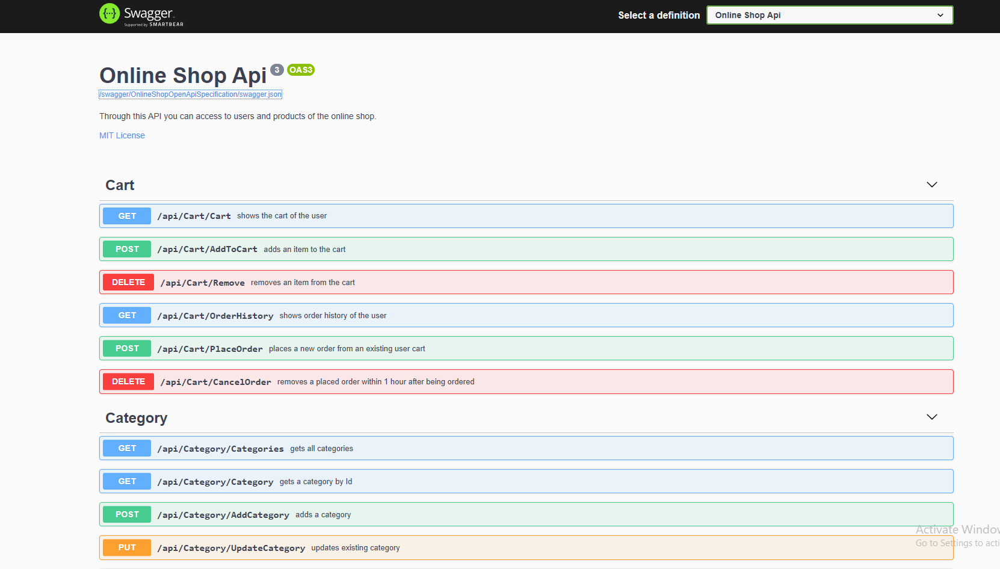 Swagger
Supported by SMARTBEAR
Select a definition
Online Shop Api
Online Shop Api 3 OAS3
/swagger/OnlineShopOpenApiSpecification/swagger.json
Through this API you can access to users and products of the online shop.
MIT License
Cart
GET /api/Cart/Cart shows the cart of the user
POST /api/Cart/AddToCart adds an item to the cart
DELETE /api/Cart/Remove removes an item from the cart
GET /api/Cart/OrderHistory shows order history of the user
POST /api/Cart/PlaceOrder places a new order from an existing user cart
DELETE /api/Cart/CancelOrder removes a placed order within 1 hour after being ordered
Category
GET /api/Category/Categories gets all categories
GET /api/Category/Category gets a category by Id
POST /api/Category/AddCategory adds a category
PUT /api/Category/UpdateCategory updates existing category
Activate Window
Go to Settings to acti